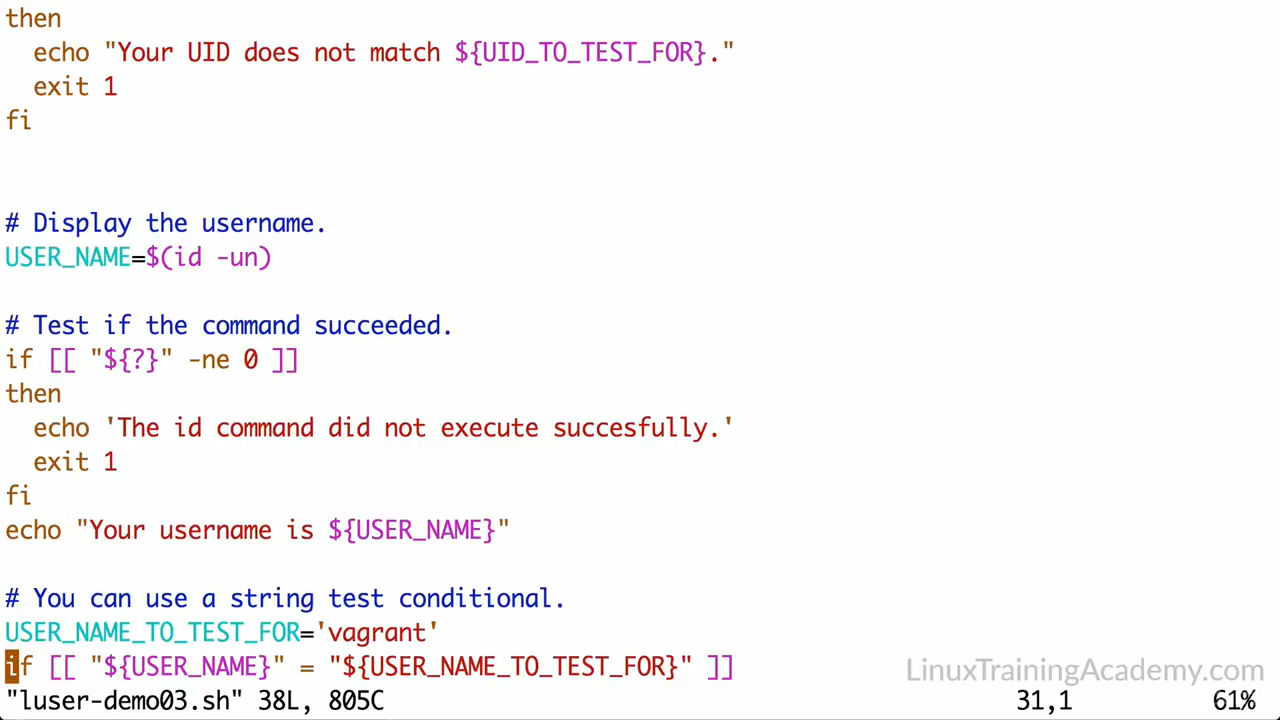 then
  echo "Your UID does not match ${UID_TO_TEST_FOR}."
  exit 1
fi
# Display the username.
USER_NAME=$(id -un)
# Test if the command succeeded.
if [[ "${?}" -ne 0 ]]
then
  echo 'The id command did not execute succesfully.'
  exit 1
fi
echo "Your username is ${USER_NAME}"
# You can use a string test conditional.
USER_NAME_TO_TEST_FOR='vagrant'
if [[ "${USER_NAME}" = "${USER_NAME_TO_TEST_FOR}" ]]
LinuxTrainingAcademy.com
"luser-demo03.sh" 38L, 805C 31,1 61%